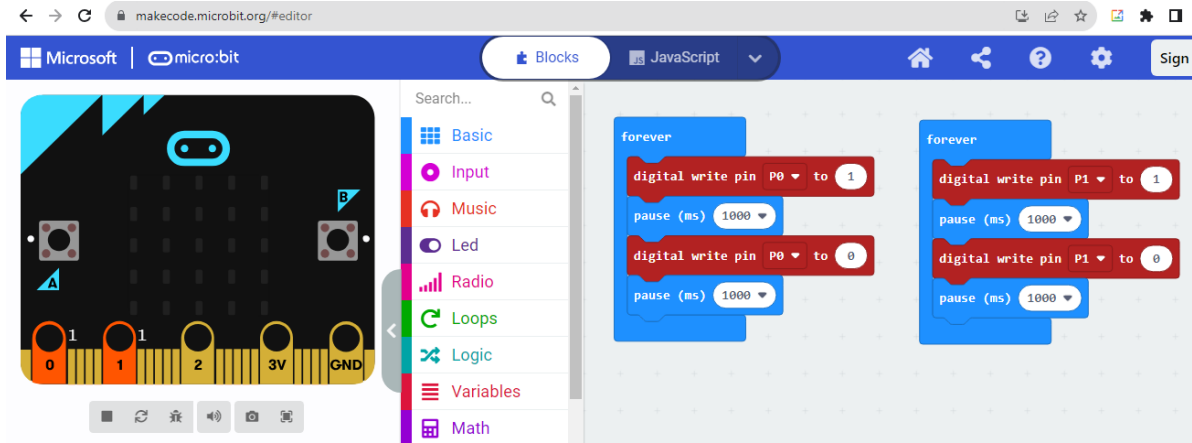 makecode.microbit.org/#editor
Microsoft micro:bit Blocks JS JavaScript Sign
Search...
Basic
Input
Music
Led
Radio
Loops
Logic
Variables
Math
B
A
1 1
0 1 2 3V GND
forever
digital write pin P0 to 1
pause (ms) 1000
digital write pin P0 to 0
pause (ms) 1000
forever
digital write pin P1 to 1
pause (ms) 1000
digital write pin P1 to 0
pause (ms) 1000